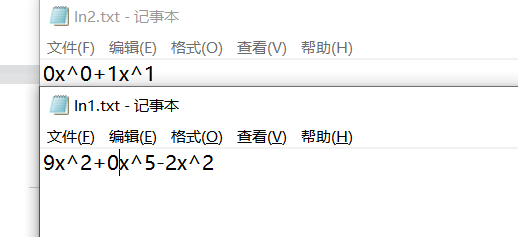 In2.txt - 记事本
文件(F) 编辑(E) 格式(O) 查看(V) 帮助(H)
0x^0+1x^1
In1.txt - 记事本
文件(F) 编辑(E) 格式(O) 查看(V) 帮助(H)
9x^2+0x^5-2x^2